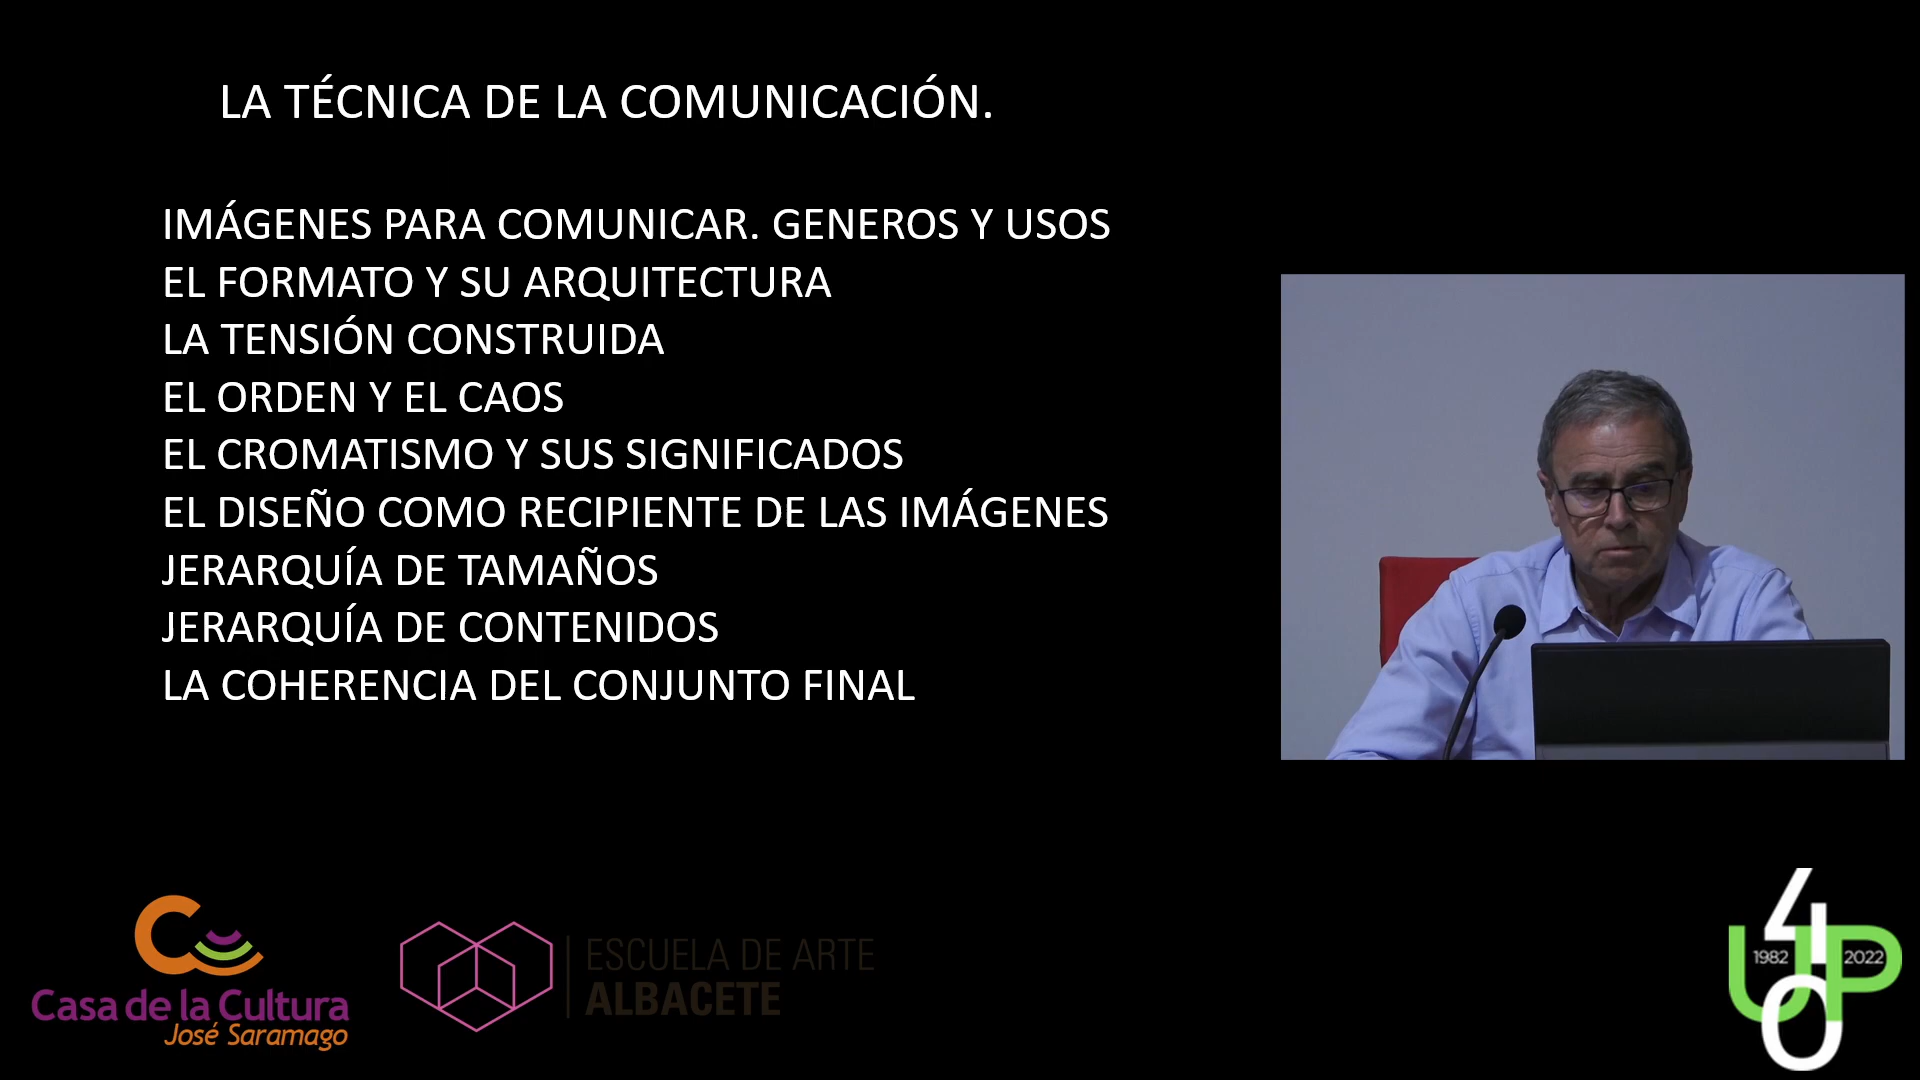 LA TÉCNICA DE LA COMUNICACIÓN.
IMÁGENES PARA COMUNICAR. GENEROS Y USOS
EL FORMATO Y SU ARQUITECTURA
LA TENSIÓN CONSTRUIDA
EL ORDEN Y EL CAOS
EL CROMATISMO Y SUS SIGNIFICADOS
EL DISEÑO COMO RECIPIENTE DE LAS IMÁGENES
JERARQUÍA DE TAMAÑOS
JERARQUÍA DE CONTENIDOS
LA COHERENCIA DEL CONJUNTO FINAL
Casa de la Cultura
José Saramago
ESCUELA DE ARTE
ALBACETE
40
UP
1982 2022